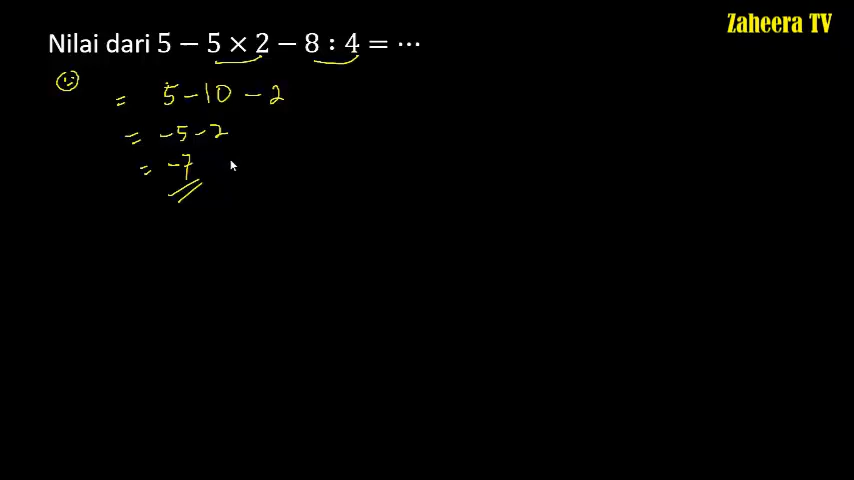 Zaheera TV
Nilai dari 5 − 5 × 2 − 8 : 4 = ⋯
= 5 - 10 - 2
= -5 - 2
= -7